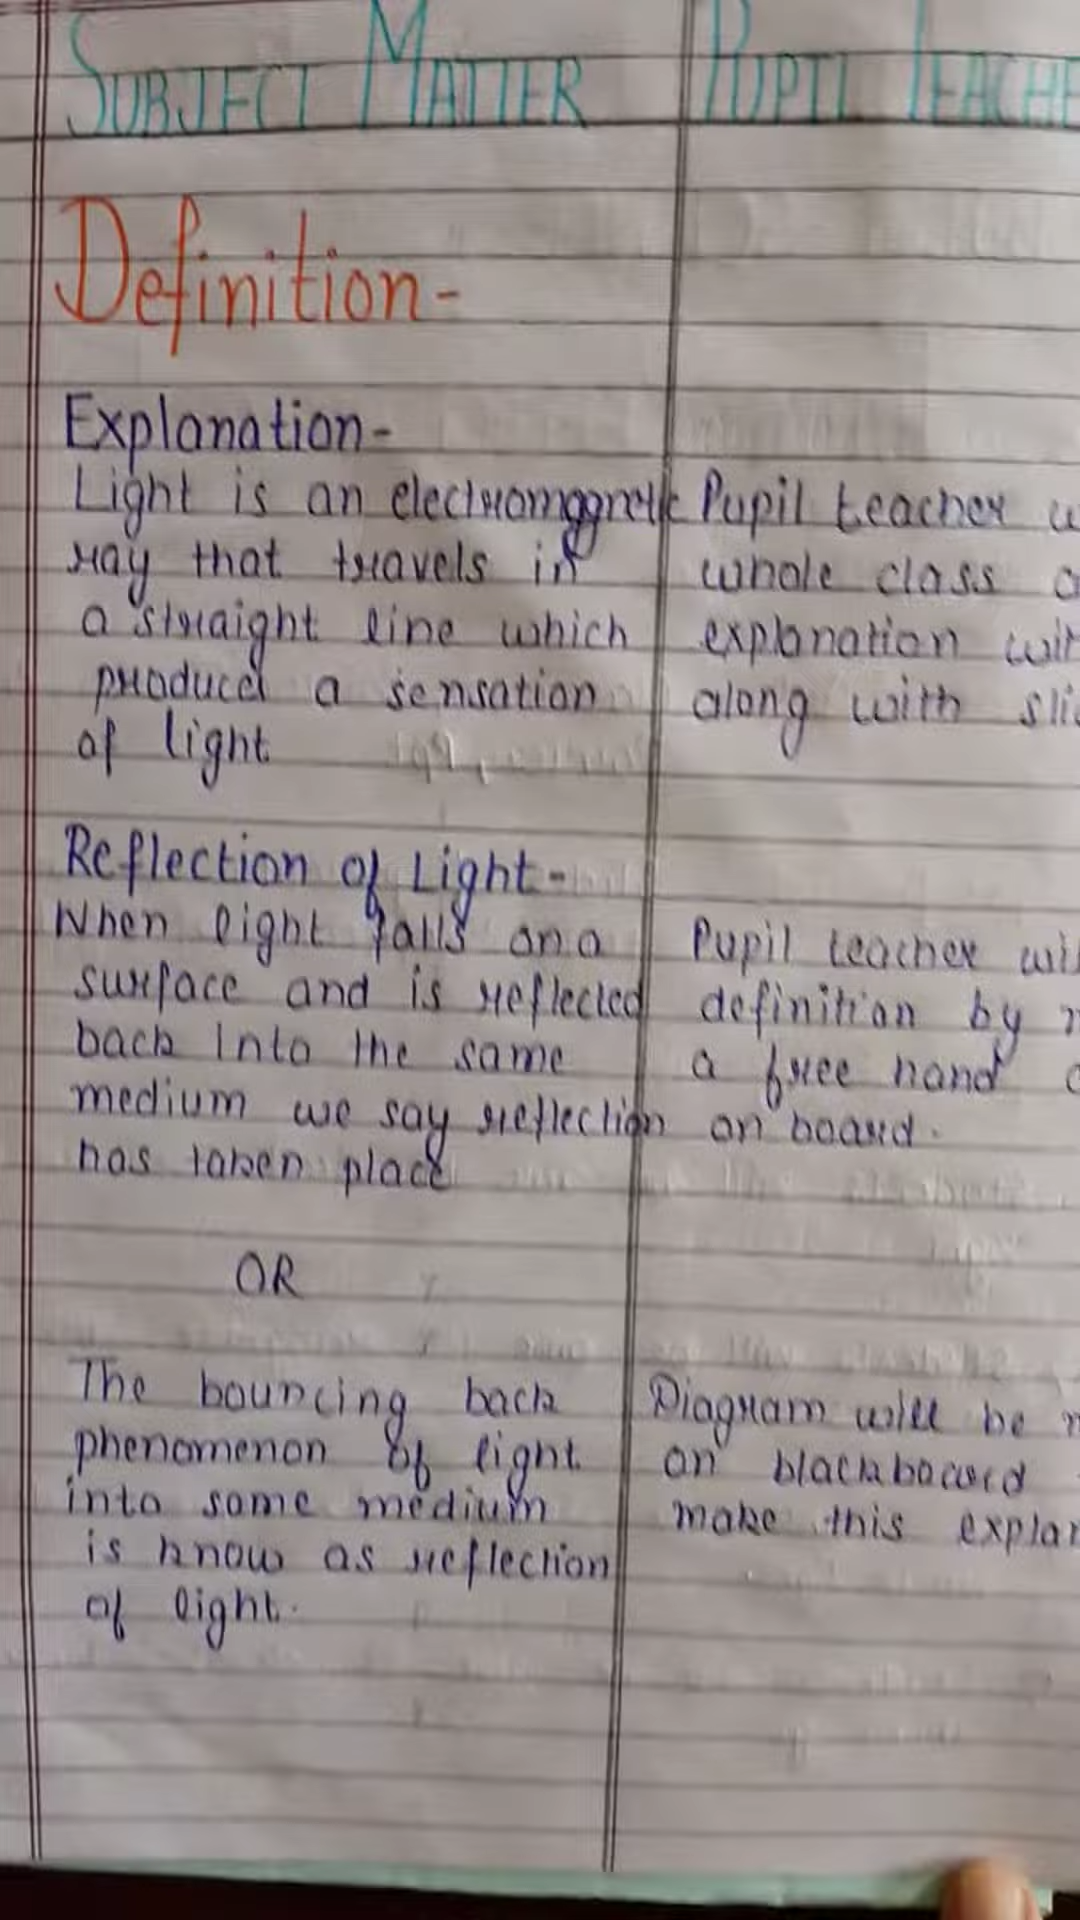 SUBJECT MATTER
Definition-
Explanation-
Light is an electromggnetic
ray that travels in
a straight line which
produced a sensation
of light
Reflection of Light-
When light falls on a
surface and is reflected
back Into the same
medium we say reflection
has taken place
OR
The bouncing back
phenomenon of light
into same medium
is know as reflection
of light.
PUPIL TEACHE
Pupil teacher
whole class
explanation
along with
Pupil teacher
definition by
a free hand
on board.
Diagram will be
on blackboard
make this